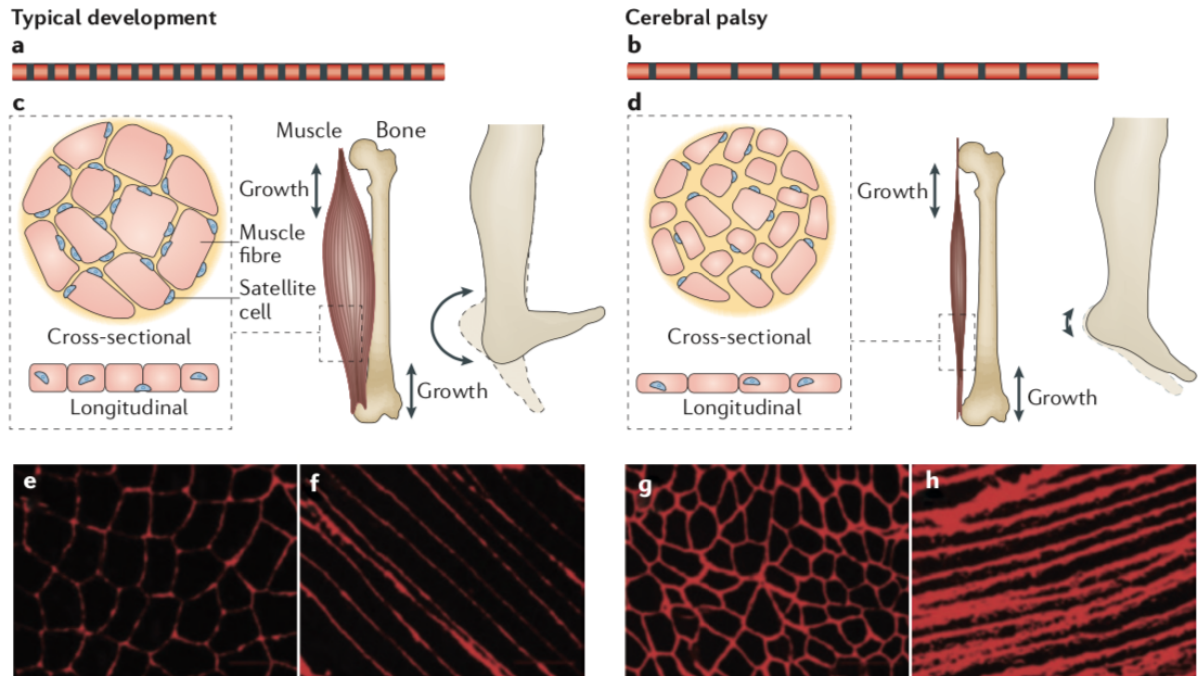 Typical development
a
c
Muscle Bone
Growth
Muscle
fibre
Satellite
cell
Cross-sectional
Growth
Longitudinal
e
f
Cerebral palsy
b
d
Growth
Cross-sectional
Growth
Longitudinal
g
h